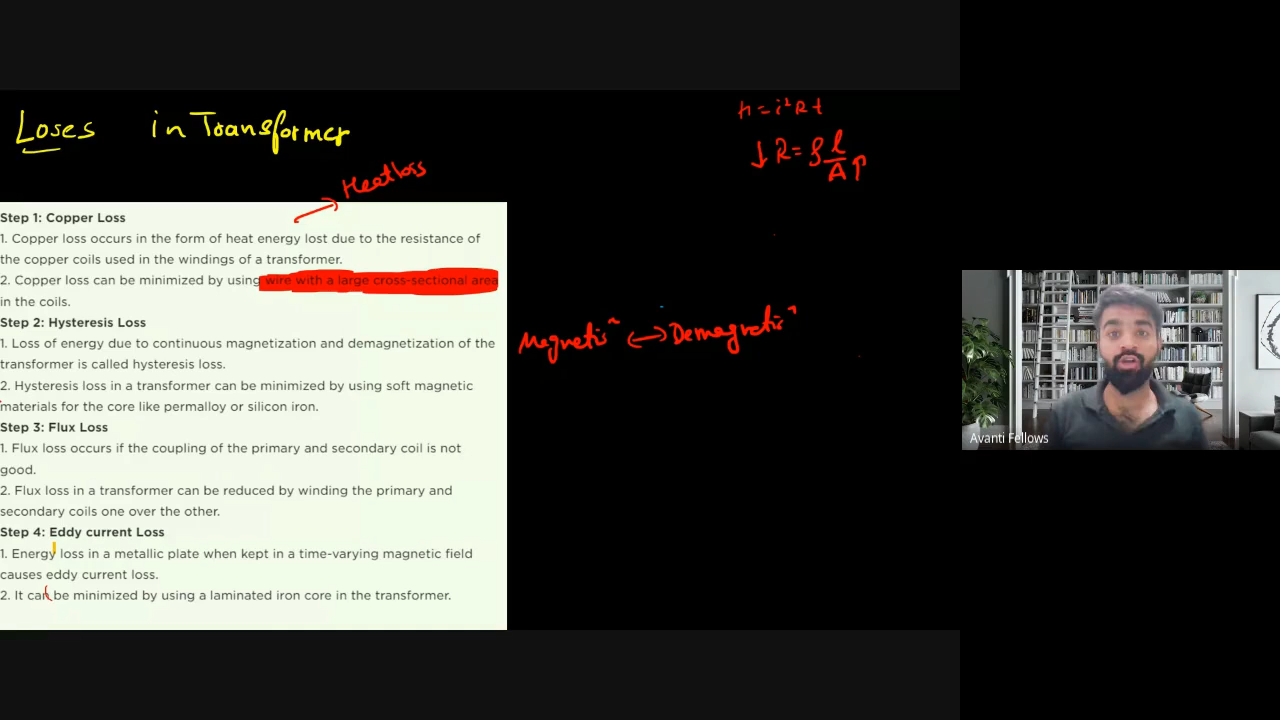 Loses in Transformer
H = i²Rt
↓ R = ρ l/A ↑
Heat loss
Step 1: Copper Loss
1. Copper loss occurs in the form of heat energy lost due to the resistance of
the copper coils used in the windings of a transformer.
2. Copper loss can be minimized by using wire with a large cross-sectional area
in the coils.
Step 2: Hysteresis Loss
1. Loss of energy due to continuous magnetization and demagnetization of the
transformer is called hysteresis loss.
2. Hysteresis loss in a transformer can be minimized by using soft magnetic
materials for the core like permalloy or silicon iron.
Magnetisⁿ ↔ Demagnetisⁿ
Step 3: Flux Loss
1. Flux loss occurs if the coupling of the primary and secondary coil is not
good.
2. Flux loss in a transformer can be reduced by winding the primary and
secondary coils one over the other.
Step 4: Eddy current Loss
1. Energy loss in a metallic plate when kept in a time-varying magnetic field
causes eddy current loss.
2. It can be minimized by using a laminated iron core in the transformer.
Avanti Fellows